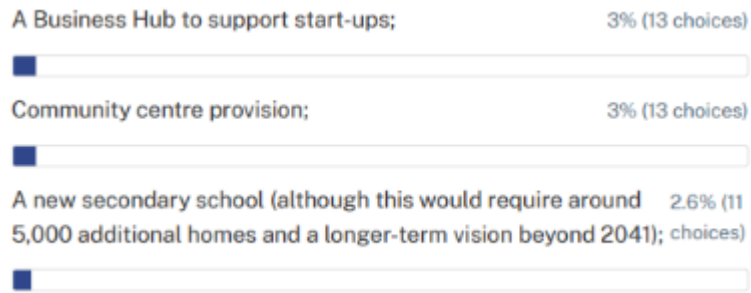 A Business Hub to support start-ups; 3% (13 choices)
Community centre provision; 3% (13 choices)
A new secondary school (although this would require around 2.6% (11
5,000 additional homes and a longer-term vision beyond 2041); choices)